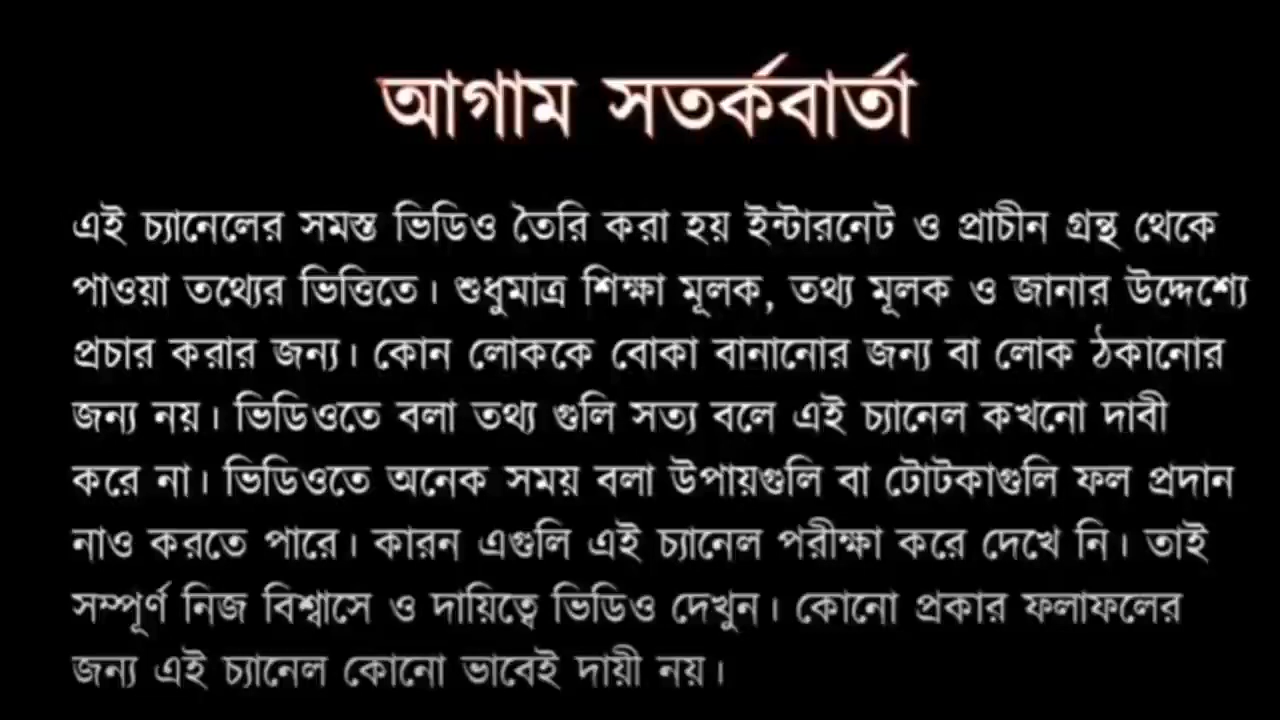 আগাম সতর্কবার্তা
এই চ্যানেলের সমস্ত ভিডিও তৈরি করা হয় ইন্টারনেট ও প্রাচীন গ্রন্থ থেকে
পাওয়া তথ্যের ভিত্তিতে। শুধুমাত্র শিক্ষা মূলক, তথ্য মূলক ও জানার উদ্দেশ্যে
প্রচার করার জন্য। কোন লোককে বোকা বানানোর জন্য বা লোক ঠকানোর
জন্য নয়। ভিডিওতে বলা তথ্য গুলি সত্য বলে এই চ্যানেল কখনো দাবী
করে না। ভিডিওতে অনেক সময় বলা উপায়গুলি বা টোটকাগুলি ফল প্রদান
নাও করতে পারে। কারন এগুলি এই চ্যানেল পরীক্ষা করে দেখে নি। তাই
সম্পূর্ণ নিজ বিশ্বাসে ও দায়িত্বে ভিডিও দেখুন। কোনো প্রকার ফলাফলের
জন্য এই চ্যানেল কোনো ভাবেই দায়ী নয়।